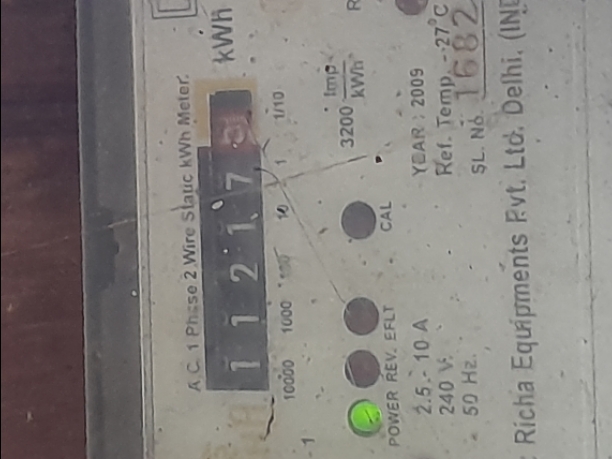 kWh
A.C. 1 Phase 2 Wire Static kWh Meter.
1 1 2 1 7
10000 1000 100 10 1 1/10
3200 Imp/kWh
CAL
POWER REV. EFLT
2.5 - 10 A
240 V.
50 Hz.
YEAR : 2009
Ref. Temp. - 27°C
SL. No. 1682
: Richa Equipments Pvt. Ltd. Delhi. (IND